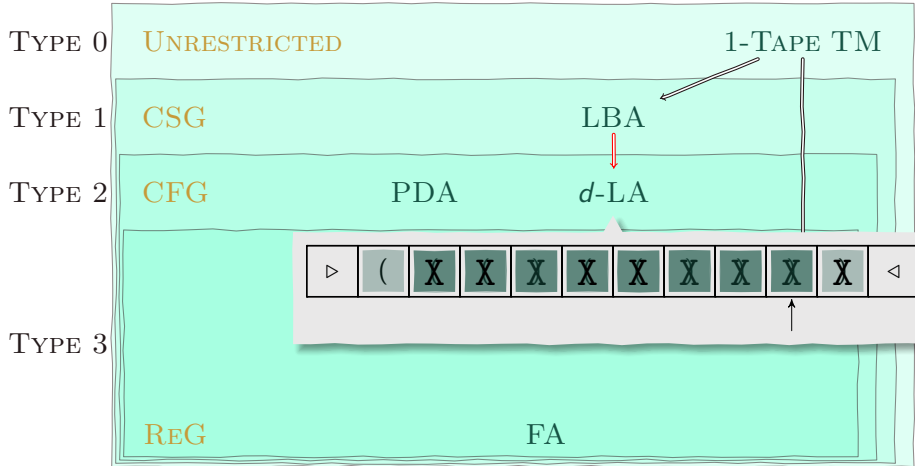 TYPE 0 UNRESTRICTED 1-TAPE TM
TYPE 1 CSG LBA
TYPE 2 CFG PDA d-LA
▷ ( X X X X X X X X X ◁
TYPE 3
REG FA